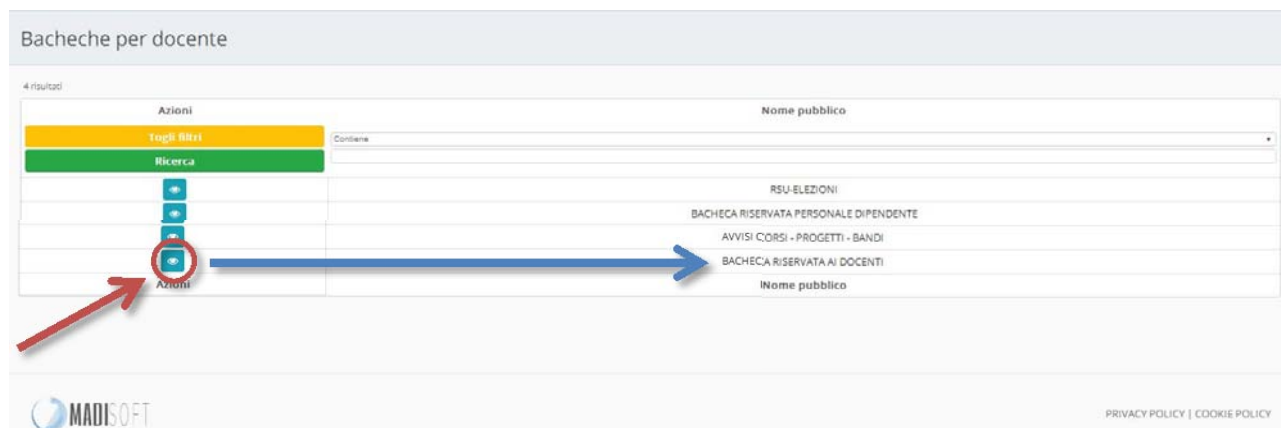 Bacheche per docente
4 risultati
Azioni Nome pubblico
Togli filtri Contiene
Ricerca
RSU-ELEZIONI
BACHECA RISERVATA PERSONALE DIPENDENTE
AVVISI CORSI - PROGETTI - BANDI
BACHECA RISERVATA AI DOCENTI
Azioni Nome pubblico
MADISOFT PRIVACY POLICY | COOKIE POLICY